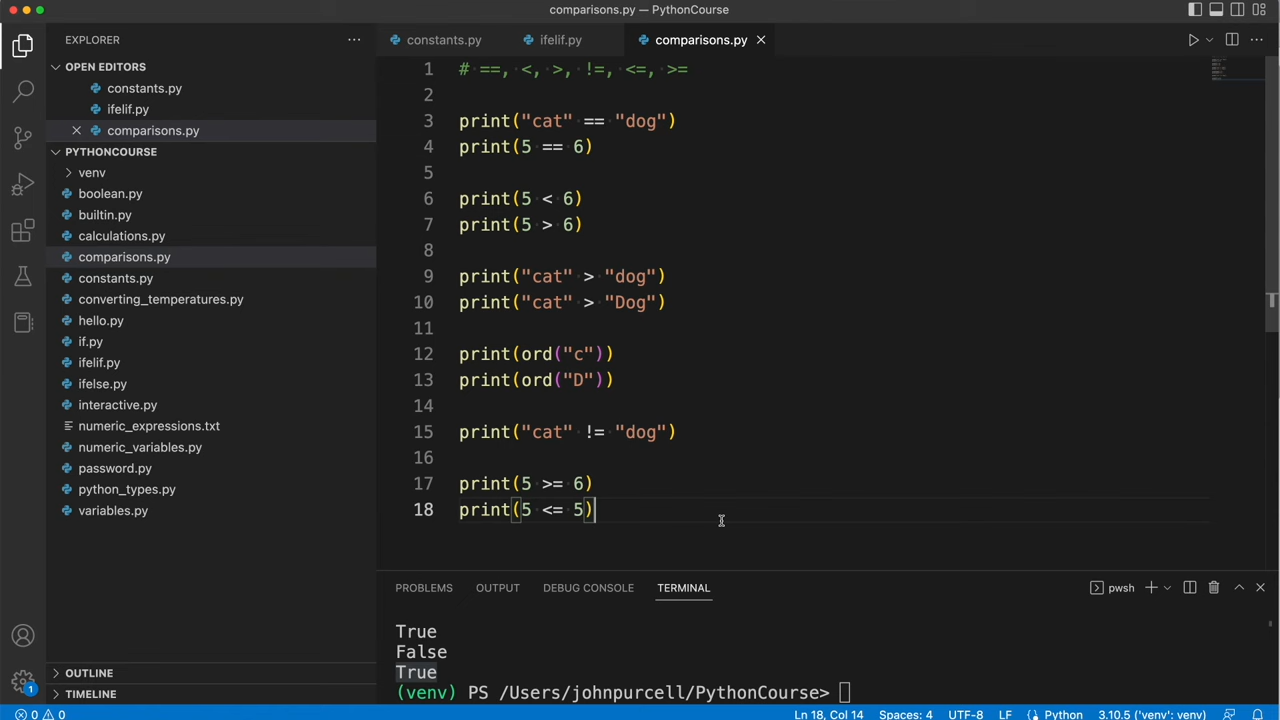 comparisons.py — PythonCourse
EXPLORER
OPEN EDITORS
constants.py
ifelif.py
comparisons.py
PYTHONCOURSE
venv
boolean.py
builtin.py
calculations.py
comparisons.py
constants.py
converting_temperatures.py
hello.py
if.py
ifelif.py
ifelse.py
interactive.py
numeric_expressions.txt
numeric_variables.py
password.py
python_types.py
variables.py
OUTLINE
TIMELINE
constants.py ifelif.py comparisons.py
1 # ==, <, >, !=, <=, >=
2
3 print("cat" == "dog")
4 print(5 == 6)
5
6 print(5 < 6)
7 print(5 > 6)
8
9 print("cat" > "dog")
10 print("cat" > "Dog")
11
12 print(ord("c"))
13 print(ord("D"))
14
15 print("cat" != "dog")
16
17 print(5 >= 6)
18 print(5 <= 5)
PROBLEMS OUTPUT DEBUG CONSOLE TERMINAL pwsh
True
False
True
(venv) PS /Users/johnpurcell/PythonCourse>
1
0 0 Ln 18, Col 14 Spaces: 4 UTF-8 LF Python 3.10.5 ('venv': venv)